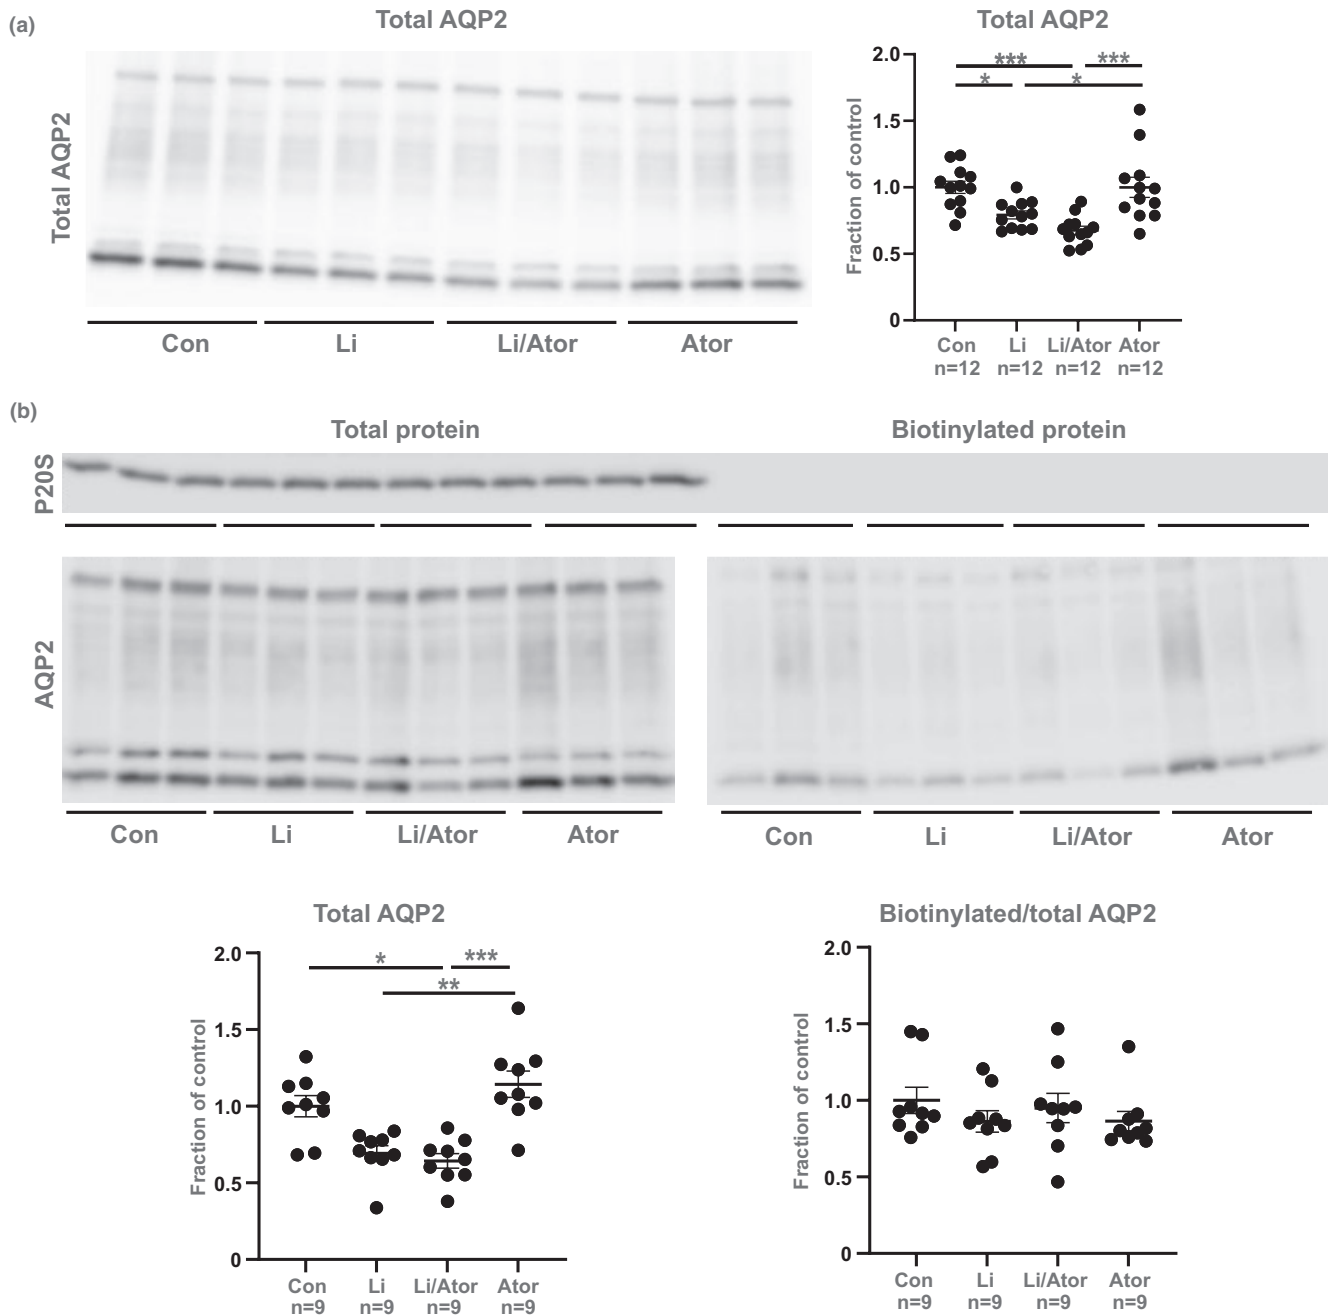 (a)
Total AQP2
Total AQP2
Con
Li
Li/Ator
Ator
Total AQP2
Fraction of control
2.0
1.5
1.0
0.5
0
***
***
*
*
Con
n=12
Li
n=12
Li/Ator
n=12
Ator
n=12
(b)
Total protein
Biotinylated protein
P20S
AQP2
Con
Li
Li/Ator
Ator
Con
Li
Li/Ator
Ator
Total AQP2
Fraction of control
2.0
1.5
1.0
0.5
0
*
***
**
Con
n=9
Li
n=9
Li/Ator
n=9
Ator
n=9
Biotinylated/total AQP2
Fraction of control
2.0
1.5
1.0
0.5
0
Con
n=9
Li
n=9
Li/Ator
n=9
Ator
n=9